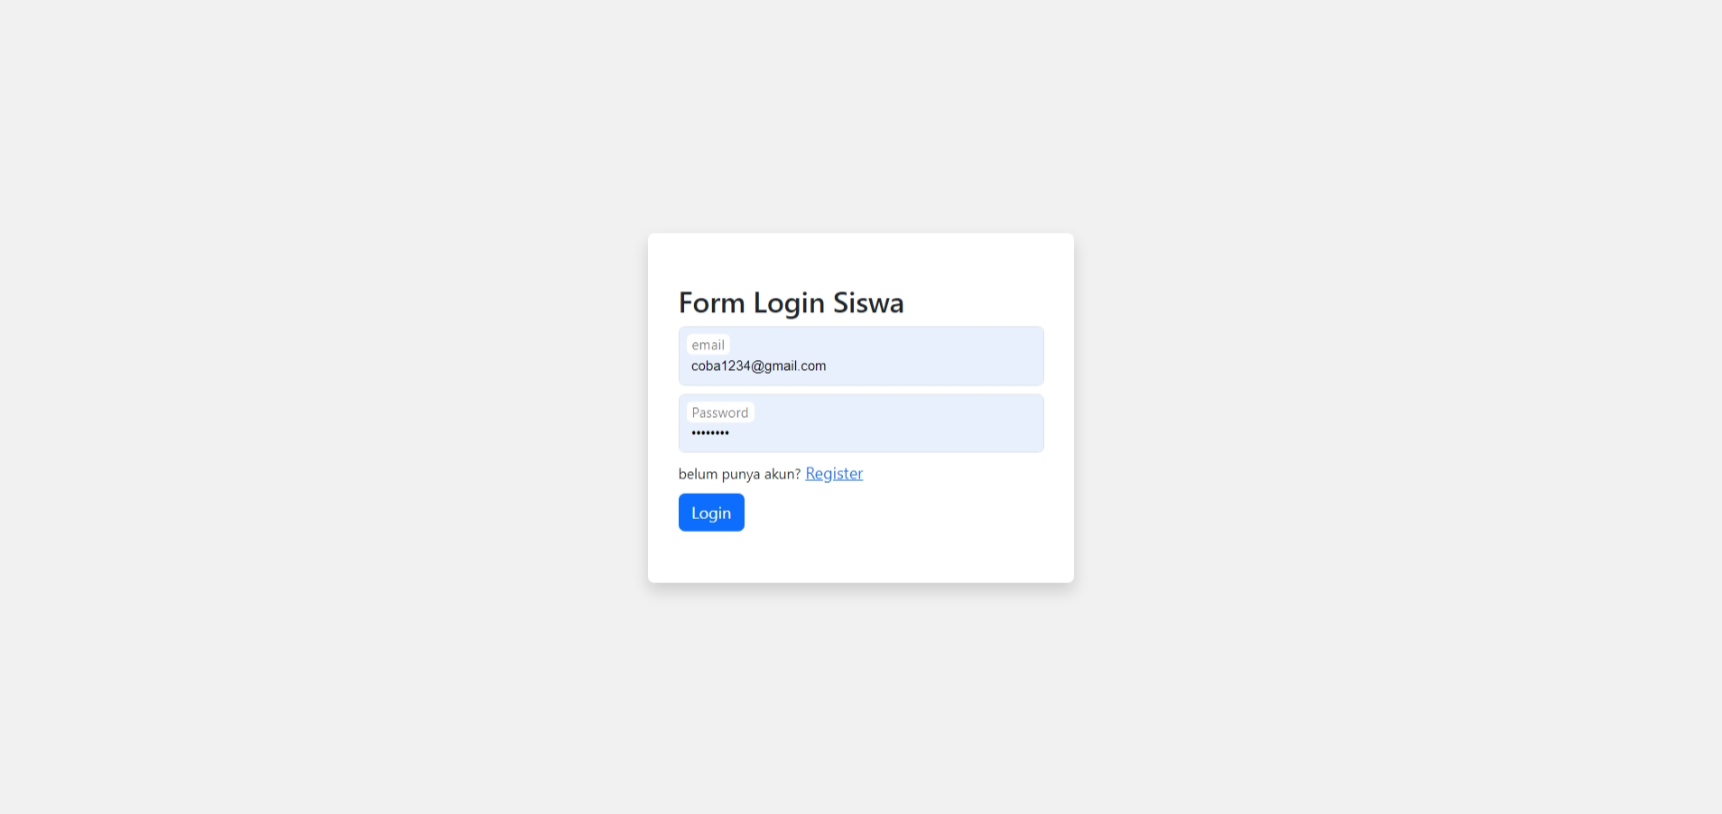 Form Login Siswa
email
coba1234@gmail.com
Password
••••••••
belum punya akun? Register
Login